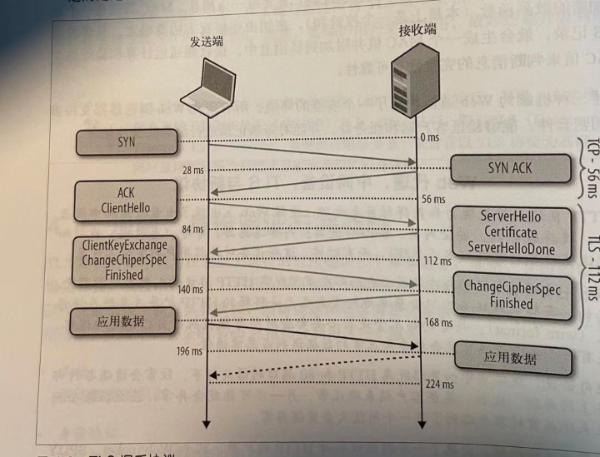 发送端
接收端
SYN
0 ms
28 ms
SYN ACK
TCP - 56 ms
ACK
ClientHello
56 ms
84 ms
ServerHello
Certificate
ServerHelloDone
TLS - 112 ms
ClientKeyExchange
ChangeChiperSpec
Finished
112 ms
140 ms
ChangeCipherSpec
Finished
应用数据
168 ms
196 ms
应用数据
224 ms